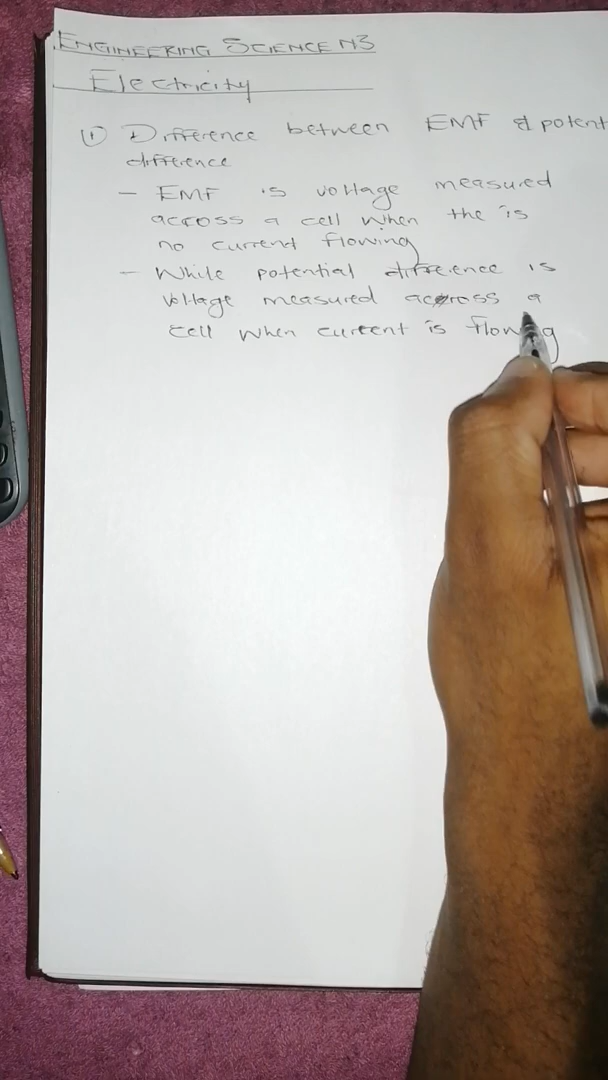 ENGINEERING SCIENCE N3
Electricity
① Difference between EMF & potent
difference
– EMF is voltage measured
across a cell when the is
no current flowing
– While potential difference is
voltage measured across a
cell when current is flowing